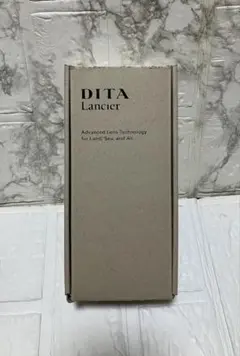 DITA
Lancier
Advanced Lens Technology
for Land, Sea, and Air.